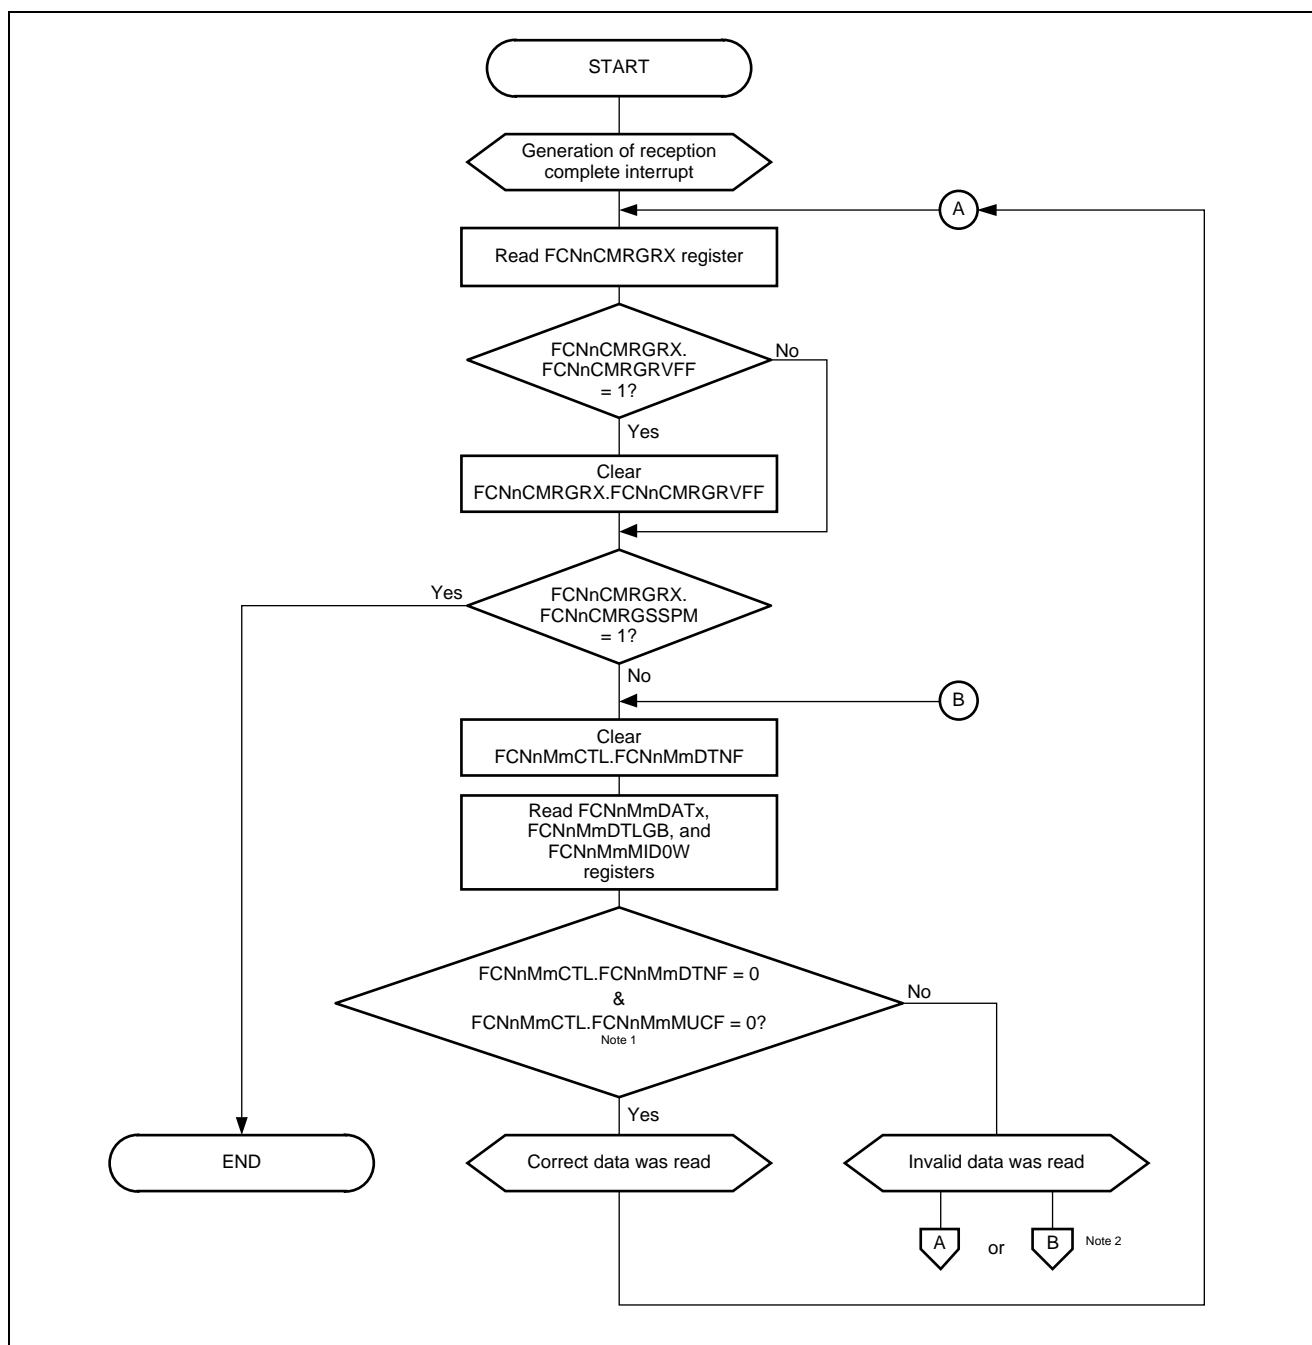 START
Generation of reception
complete interrupt
A
Read FCNnCMRGRX register
FCNnCMRGRX.
FCNnCMRGRVFF
= 1?
No
Yes
Clear
FCNnCMRGRX.FCNnCMRGRVFF
Yes
FCNnCMRGRX.
FCNnCMRGSSPM
= 1?
No
B
Clear
FCNnMmCTL.FCNnMmDTNF
Read FCNnMmDATx,
FCNnMmDTLGB, and
FCNnMmMID0W
registers
FCNnMmCTL.FCNnMmDTNF = 0
&
FCNnMmCTL.FCNnMmMUCF = 0?
Note 1
No
Yes
END
Correct data was read
Invalid data was read
A or B Note 2